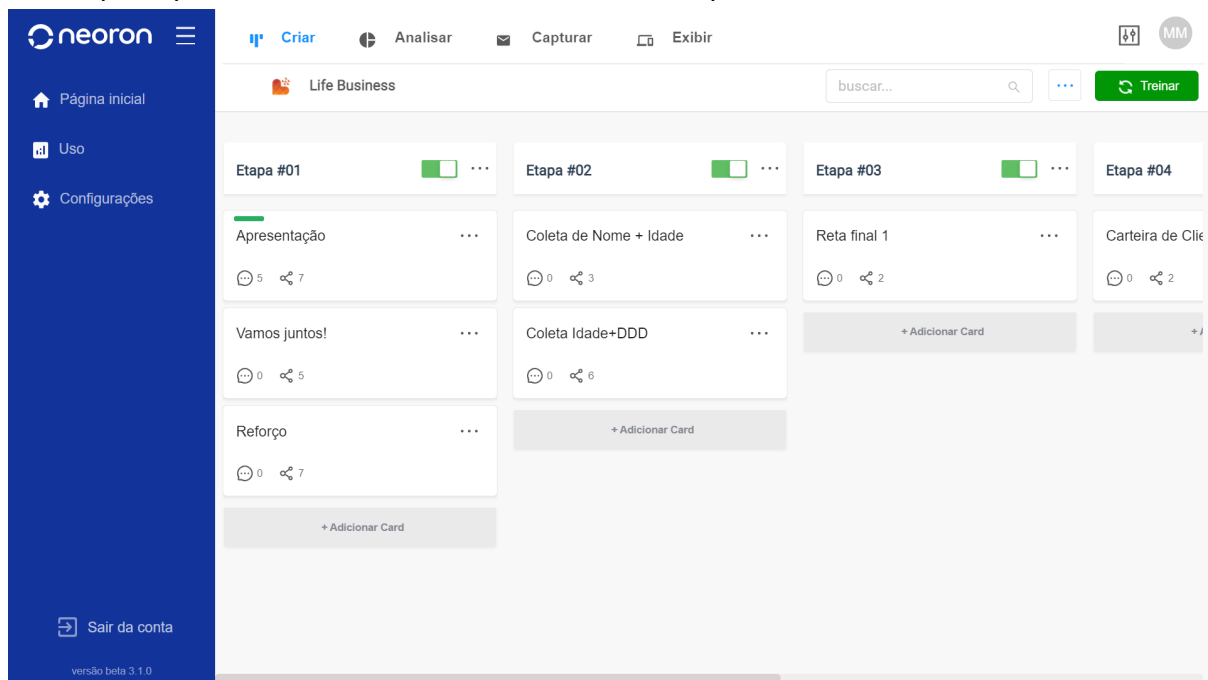 neoron
Criar
Analisar
Capturar
Exibir
MM
Life Business
buscar...
Treinar
Página inicial
Uso
Configurações
Etapa #01
Etapa #02
Etapa #03
Etapa #04
Apresentação
5 7
Coleta de Nome + Idade
0 3
Reta final 1
0 2
Carteira de Clie
0 2
Vamos juntos!
0 5
Coleta Idade+DDD
0 6
+ Adicionar Card
Reforço
0 7
+ Adicionar Card
+ Adicionar Card
Sair da conta
versão beta 3.1.0